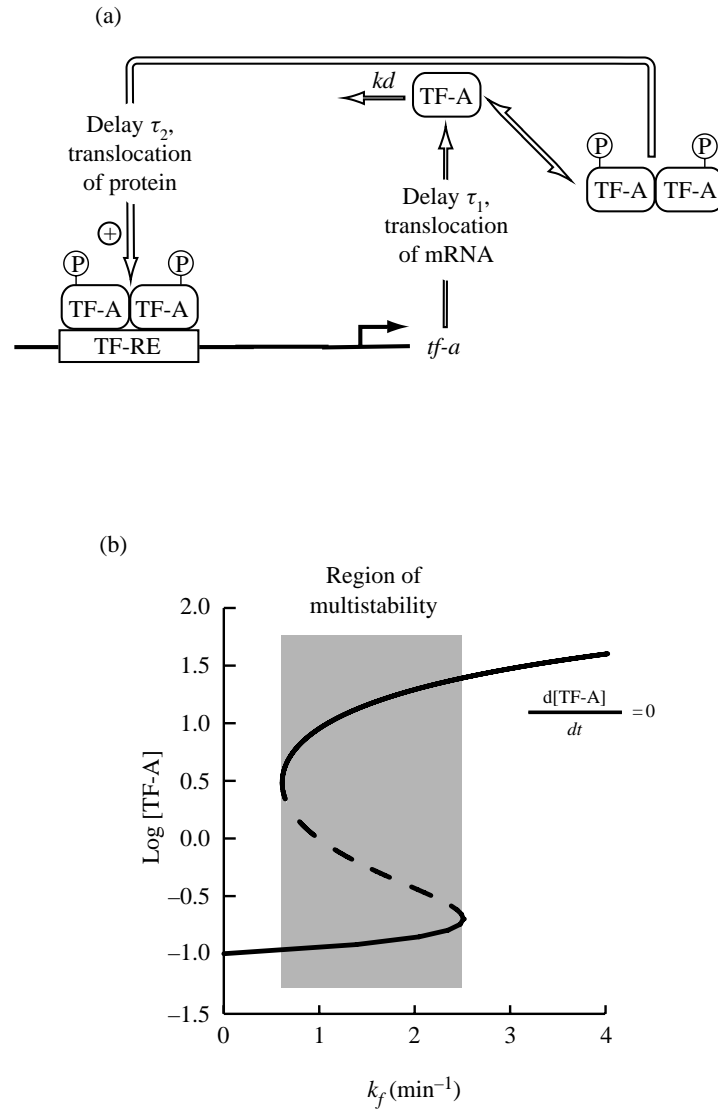 (a)
kd
TF-A
Delay τ2,
translocation
of protein
P
P
TF-A
TF-A
Delay τ1,
translocation
of mRNA
+
P
P
TF-A
TF-A
TF-RE
tf-a
(b)
Region of
multistability
2.0
1.5
1.0
0.5
0.0
–0.5
–1.0
–1.5
Log [TF-A]
d[TF-A]
dt
= 0
0
1
2
3
4
kf (min–1)